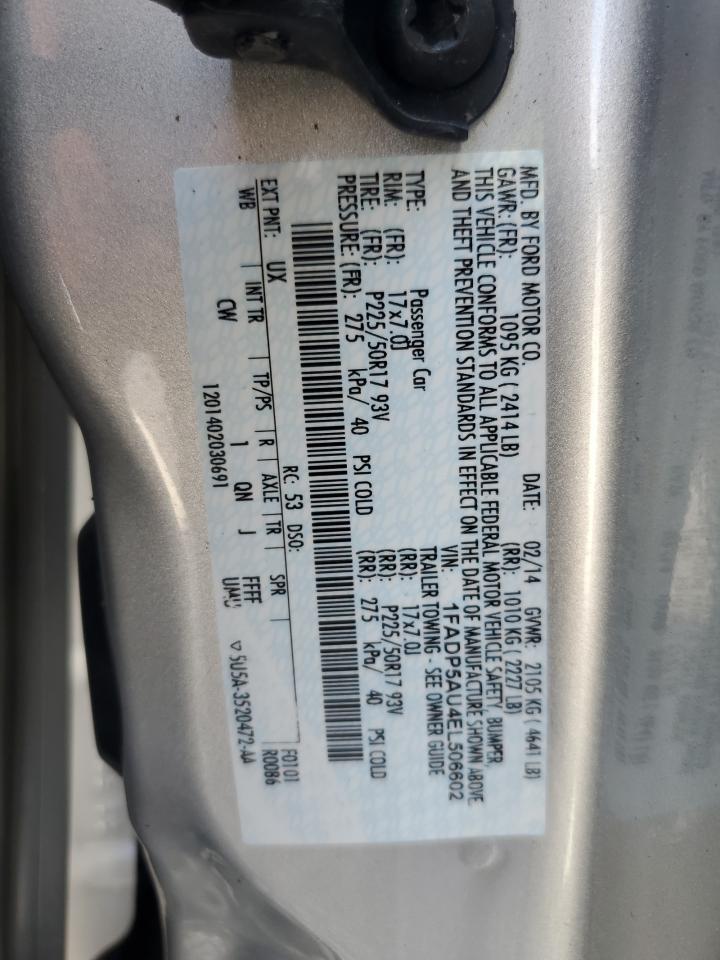 MFD. BY FORD MOTOR CO. DATE: 02/14 GVWR: 2105 KG ( 4641 LB)
GAWR: (FR): 1095 KG ( 2414 LB) (RR): 1010 KG ( 2227 LB)
THIS VEHICLE CONFORMS TO ALL APPLICABLE FEDERAL MOTOR VEHICLE SAFETY, BUMPER,
AND THEFT PREVENTION STANDARDS IN EFFECT ON THE DATE OF MANUFACTURE SHOWN ABOVE.
VIN: 1FADP5AU4EL506602
TYPE: Passenger Car TRAILER TOWING - SEE OWNER GUIDE
RIM: (FR): 17x7.0J (RR): 17x7.0J
TIRE: (FR): P225/50R17 93V (RR): P225/50R17 93V
PRESSURE: (FR): 275 kPa/ 40 PSI COLD (RR): 275 kPa/ 40 PSI COLD
F0101
R0086
EXT PNT: UX RC: 53 DSO:
WB | INT TR | TP/PS | R | AXLE | TR | SPR |
CW 1 QN J FFFF
1201402030691 ▽ 5U5A-3520472-AA